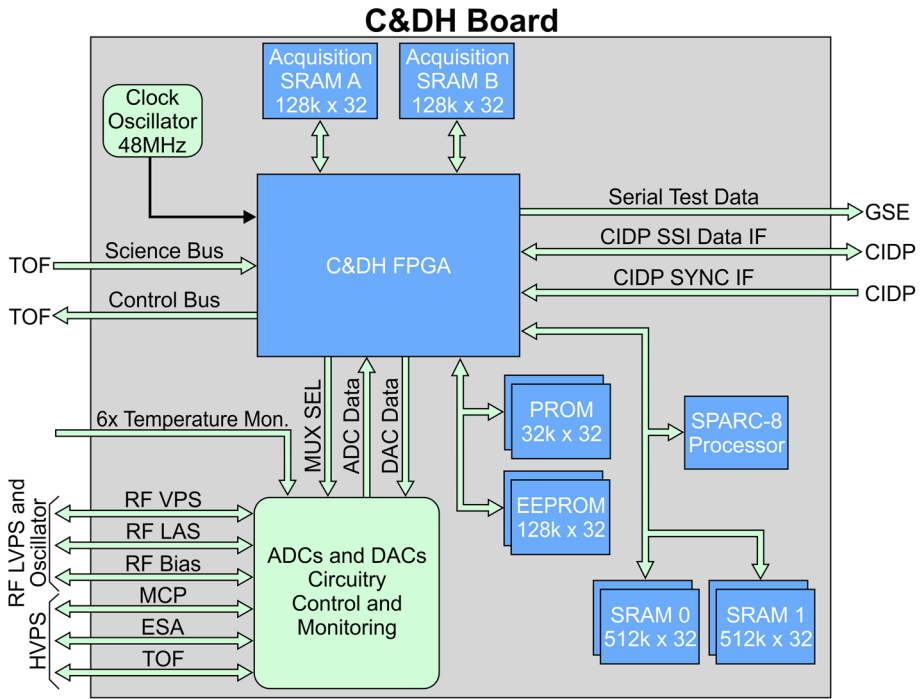 C&DH Board
Acquisition
SRAM A
128k x 32
Acquisition
SRAM B
128k x 32
Clock
Oscillator
48MHz
Serial Test Data
GSE
CIDP SSI Data IF
CIDP
CIDP SYNC IF
CIDP
TOF
Science Bus
TOF
Control Bus
C&DH FPGA
MUX SEL
ADC Data
DAC Data
6x Temperature Mon.
PROM
32k x 32
EEPROM
128k x 32
SPARC-8
Processor
SRAM 0
512k x 32
SRAM 1
512k x 32
RF LVPS and
Oscillator
RF VPS
RF LAS
RF Bias
HVPS
MCP
ESA
TOF
ADCs and DACs
Circuitry
Control and
Monitoring